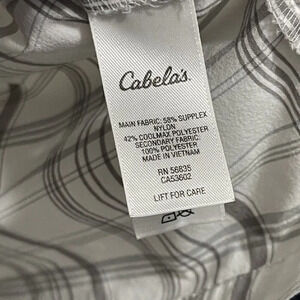 Cabela's
MAIN FABRIC: 58% SUPPLEX
NYLON
42% COOLMAX POLYESTER
SECONDARY FABRIC:
100% POLYESTER
MADE IN VIETNAM
RN 56835
CA53602
LIFT FOR CARE